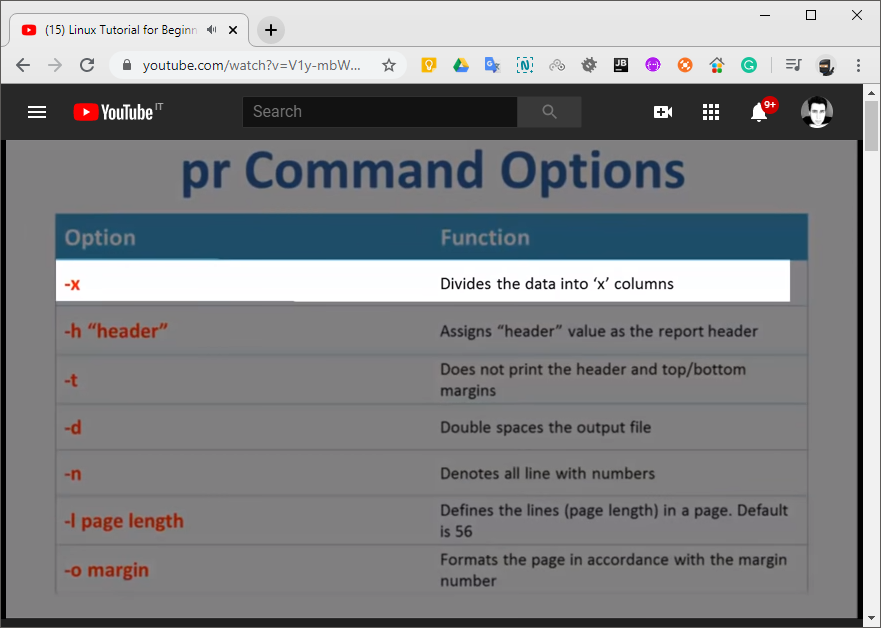 (15) Linux Tutorial for Beginn
youtube.com/watch?v=V1y-mbW...
JB
YouTube IT
Search
9+
pr Command Options
Option Function
-x Divides the data into ‘x’ columns
-h “header” Assigns “header” value as the report header
-t Does not print the header and top/bottom
margins
-d Double spaces the output file
-n Denotes all line with numbers
-l page length Defines the lines (page length) in a page. Default
is 56
-o margin Formats the page in accordance with the margin
number